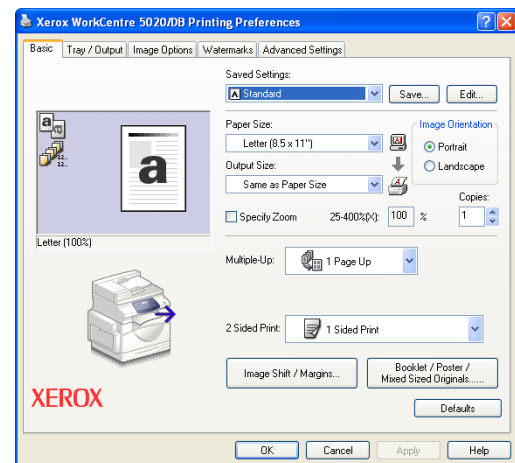 Xerox WorkCentre 5020/DB Printing Preferences
Basic Tray / Output Image Options Watermarks Advanced Settings
Saved Settings:
A Standard Save... Edit...
Paper Size: Image Orientation
Letter (8.5 x 11") Portrait
Output Size: Landscape
Same as Paper Size
Copies:
Specify Zoom 25-400%(X): 100 % 1
a
Letter (100%)
Multiple-Up: 1 Page Up
2 Sided Print: 1 Sided Print
Image Shift / Margins... Booklet / Poster /
Mixed Sized Originals......
XEROX
Defaults
OK Cancel Apply Help